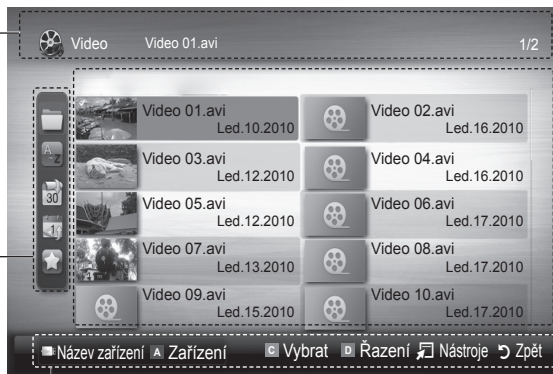 Video Video 01.avi 1/2
Video 01.avi
Led.10.2010
Video 02.avi
Led.16.2010
A
Z
Video 03.avi
Led.12.2010
Video 04.avi
Led.16.2010
30
Video 05.avi
Led.12.2010
Video 06.avi
Led.17.2010
1
Video 07.avi
Led.13.2010
Video 08.avi
Led.17.2010
Video 09.avi
Led.15.2010
Video 10.avi
Led.17.2010
Název zařízení A Zařízení C Vybrat D Řazení Nástroje Zpět